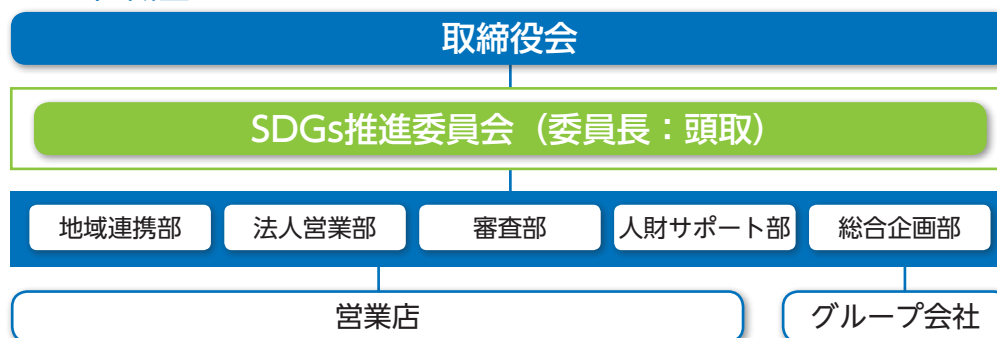 取締役会
SDGs推進委員会（委員長：頭取）
地域連携部 法人営業部 審査部 人財サポート部 総合企画部
営業店 グループ会社